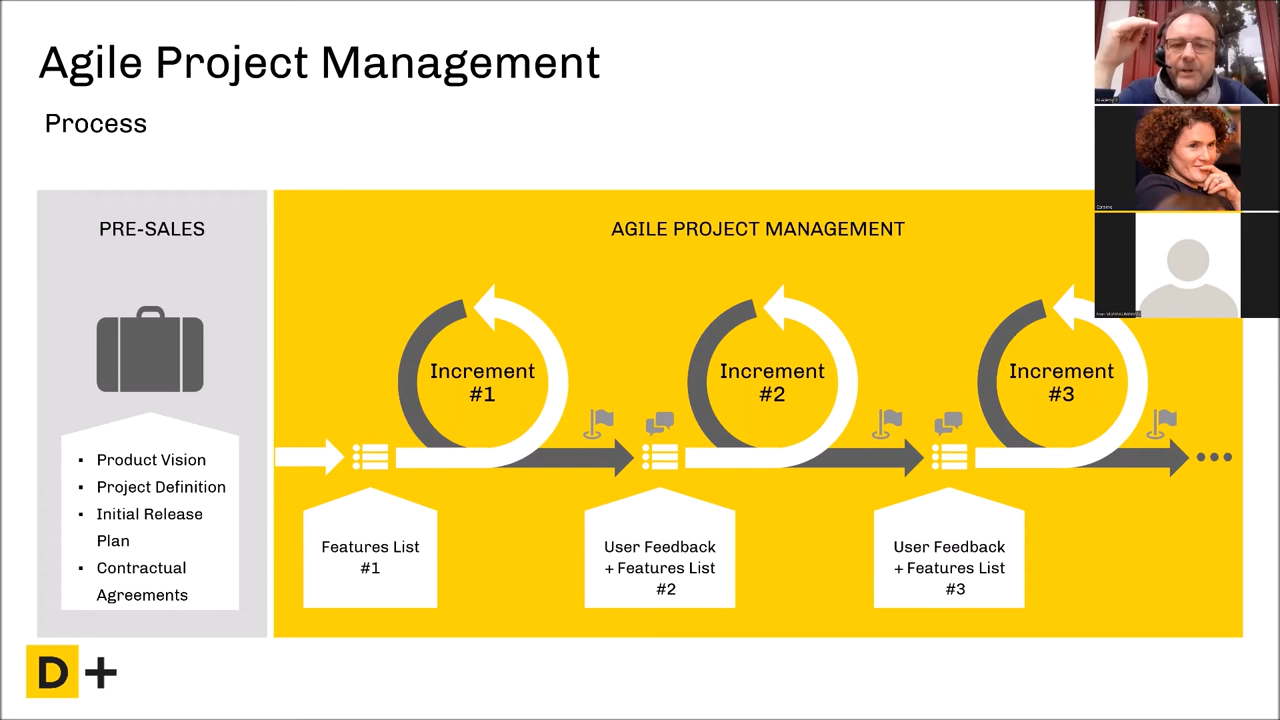 Agile Project Management
Process
PRE-SALES
▪ Product Vision
▪ Project Definition
▪ Initial Release
Plan
▪ Contractual
Agreements
AGILE PROJECT MANAGEMENT
Increment
#1
Increment
#2
Increment
#3
Features List
#1
User Feedback
+ Features List
#2
User Feedback
+ Features List
#3
D+